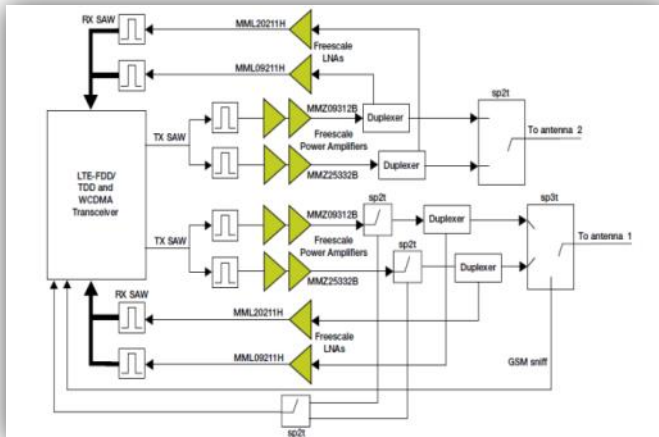 RX SAW
MML20211H
Freescale
LNAs
MML09211H
sp2t
MMZ09312B
Duplexer
TX SAW
Freescale
Power Amplifiers
To antenna 2
Duplexer
MMZ25332B
LTE-FDD/
TDD and
WCDMA
Transceiver
sp2t
sp3t
MMZ09312B
Duplexer
TX SAW
Freescale
Power Amplifiers
sp2t
To antenna 1
Duplexer
MMZ25332B
RX SAW
MML20211H
Freescale
LNAs
MML09211H
GSM sniff
sp2t